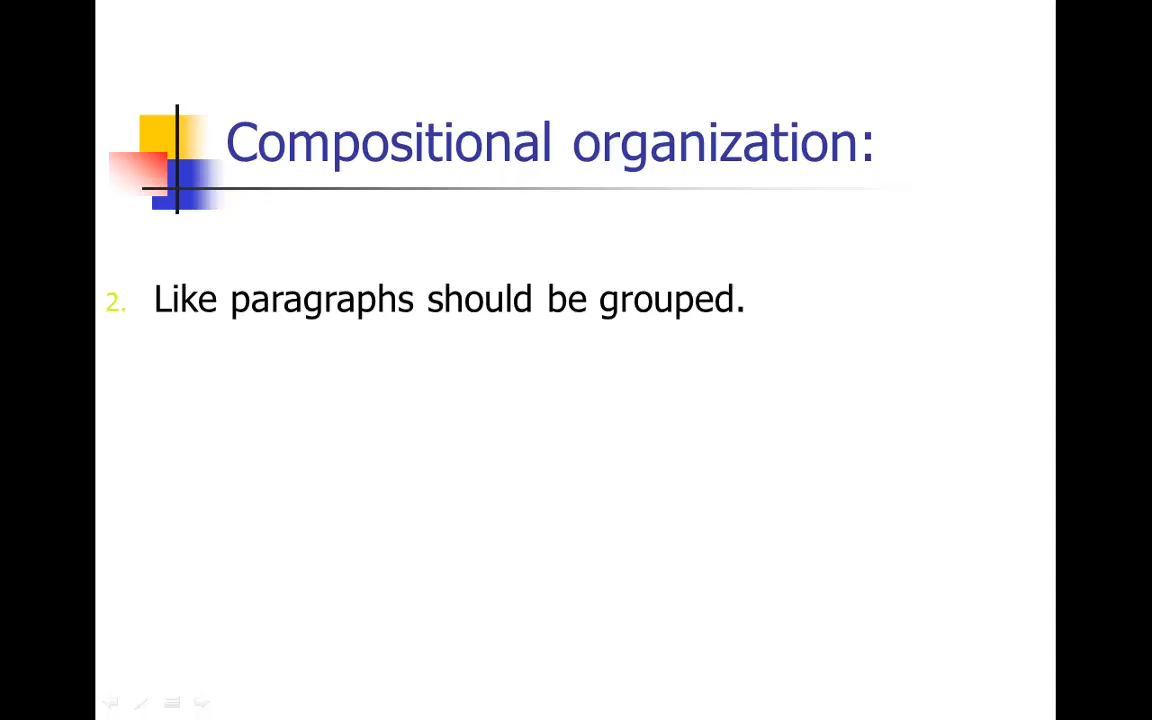 Compositional organization:
2. Like paragraphs should be grouped.